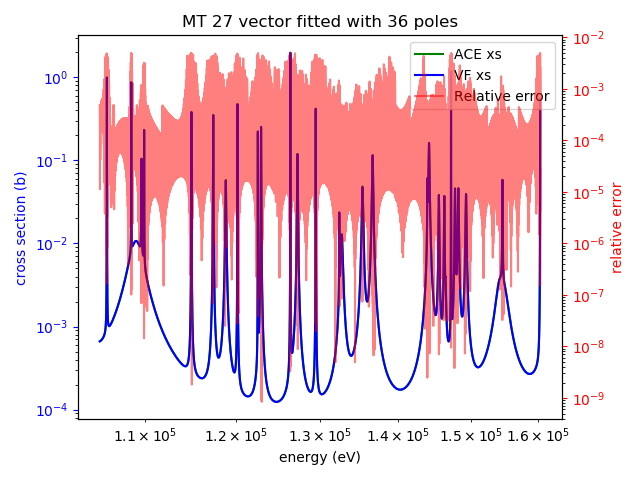 MT 27 vector fitted with 36 poles
ACE xs
VF xs
Relative error
10⁰
10⁻¹
10⁻²
10⁻³
10⁻⁴
cross section (b)
10⁻²
10⁻³
10⁻⁴
10⁻⁵
10⁻⁶
10⁻⁷
10⁻⁸
10⁻⁹
relative error
1.1 × 10⁵ 1.2 × 10⁵ 1.3 × 10⁵ 1.4 × 10⁵ 1.5 × 10⁵ 1.6 × 10⁵
energy (eV)